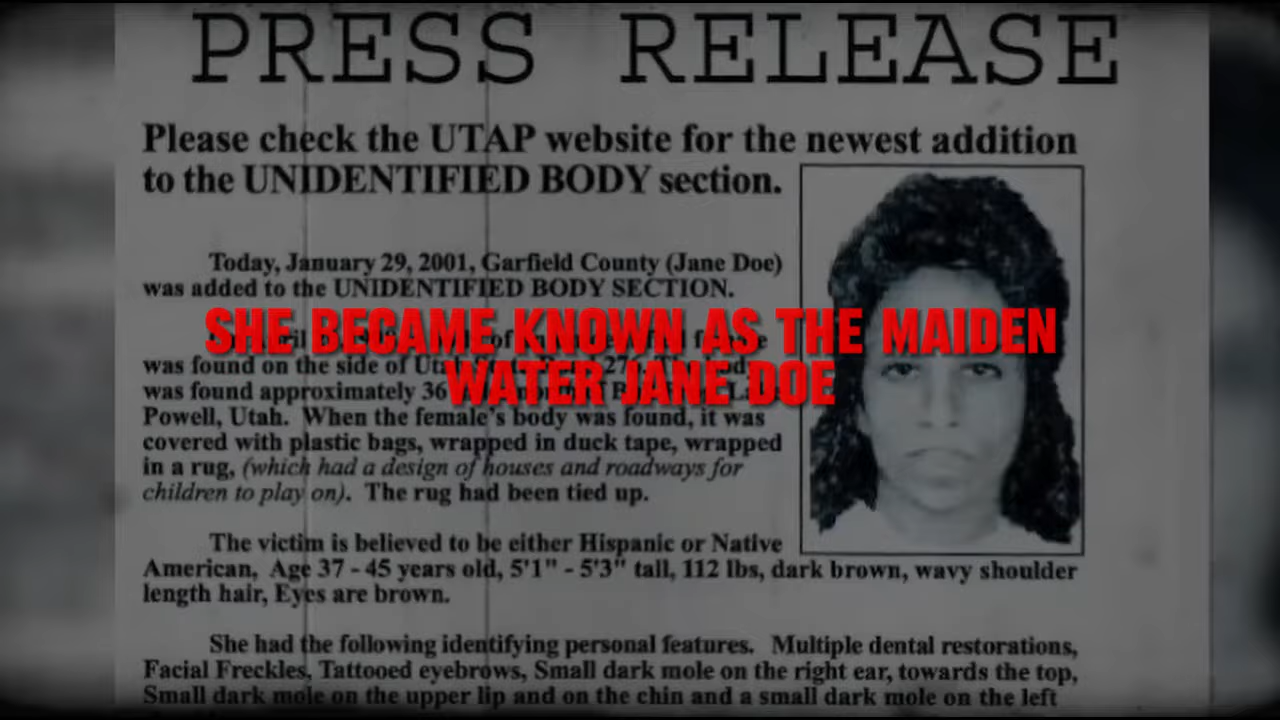 PRESS RELEASE
Please check the UTAP website for the newest addition
to the UNIDENTIFIED BODY section.
Today, January 29, 2001, Garfield County (Jane Doe)
was added to the UNIDENTIFIED BODY SECTION.
SHE BECAME KNOWN AS THE MAIDEN
WATER JANE DOE
was found on the side of
was found approximately 36
Powell, Utah. When the female's body was found, it was
covered with plastic bags, wrapped in duck tape, wrapped
in a rug, (which had a design of houses and roadways for
children to play on). The rug had been tied up.
The victim is believed to be either Hispanic or Native
American, Age 37 - 45 years old, 5'1" - 5'3" tall, 112 lbs, dark brown, wavy shoulder
length hair, Eyes are brown.
She had the following identifying personal features. Multiple dental restorations,
Facial Freckles, Tattooed eyebrows, Small dark mole on the right ear, towards the top,
Small dark mole on the upper lip and on the chin and a small dark mole on the left